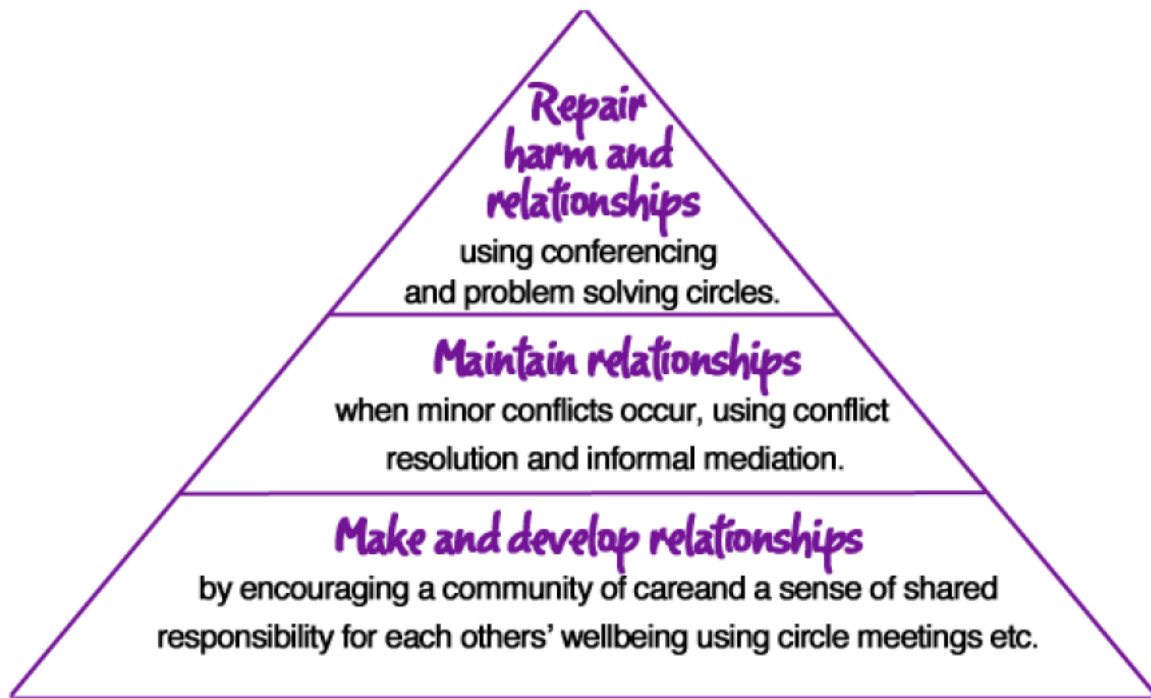 Repair
harm and
relationships
using conferencing
and problem solving circles.
Maintain relationships
when minor conflicts occur, using conflict
resolution and informal mediation.
Make and develop relationships
by encouraging a community of careand a sense of shared
responsibility for each others’ wellbeing using circle meetings etc.